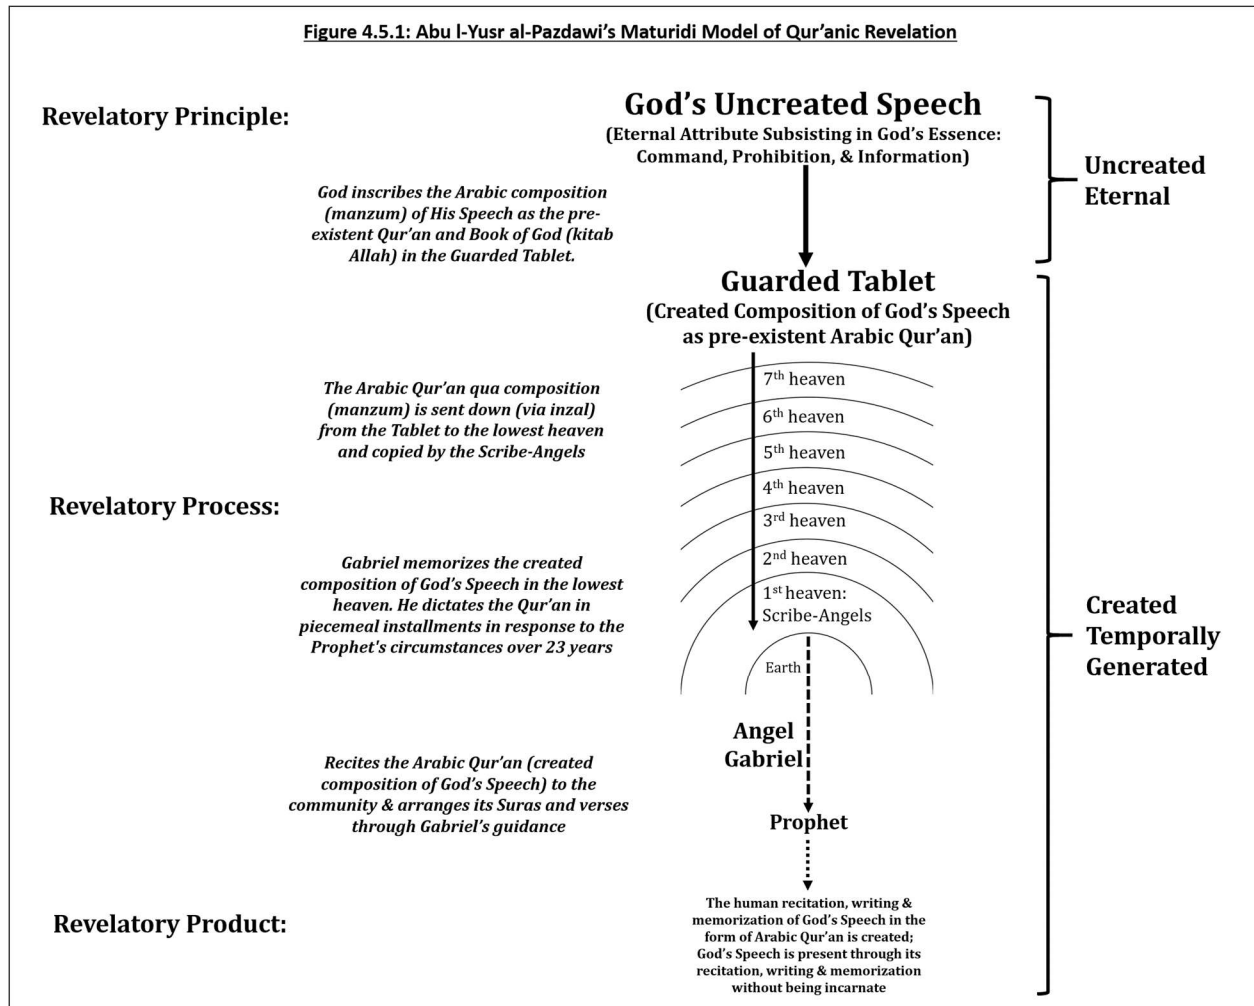 Figure 4.5.1: Abu l-Yusr al-Pazdawi’s Maturidi Model of Qur’anic Revelation
Revelatory Principle:
God’s Uncreated Speech
(Eternal Attribute Subsisting in God’s Essence:
Command, Prohibition, & Information)
Uncreated
Eternal
God inscribes the Arabic composition
(manzum) of His Speech as the pre-
existent Qur’an and Book of God (kitab
Allah) in the Guarded Tablet.
Guarded Tablet
(Created Composition of God’s Speech
as pre-existent Arabic Qur’an)
The Arabic Qur’an qua composition
(manzum) is sent down (via inzal)
from the Tablet to the lowest heaven
and copied by the Scribe-Angels
7th heaven
6th heaven
5th heaven
4th heaven
3rd heaven
2nd heaven
1st heaven:
Scribe-Angels
Earth
Revelatory Process:
Gabriel memorizes the created
composition of God’s Speech in the lowest
heaven. He dictates the Qur’an in
piecemeal installments in response to the
Prophet's circumstances over 23 years
Created
Temporally
Generated
Angel
Gabriel
Recites the Arabic Qur’an (created
composition of God’s Speech) to the
community & arranges its Suras and verses
through Gabriel’s guidance
Prophet
Revelatory Product:
The human recitation, writing &
memorization of God’s Speech in the
form of Arabic Qur’an is created;
God’s Speech is present through its
recitation, writing & memorization
without being incarnate